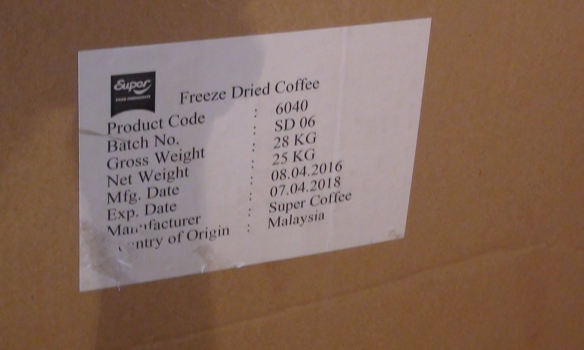 Super
Freeze Dried Coffee
Product Code : 6040
Batch No. : SD 06
Gross Weight : 28 KG
Net Weight : 25 KG
Mfg. Date : 08.04.2016
Exp. Date : 07.04.2018
Manufacturer : Super Coffee
Country of Origin : Malaysia